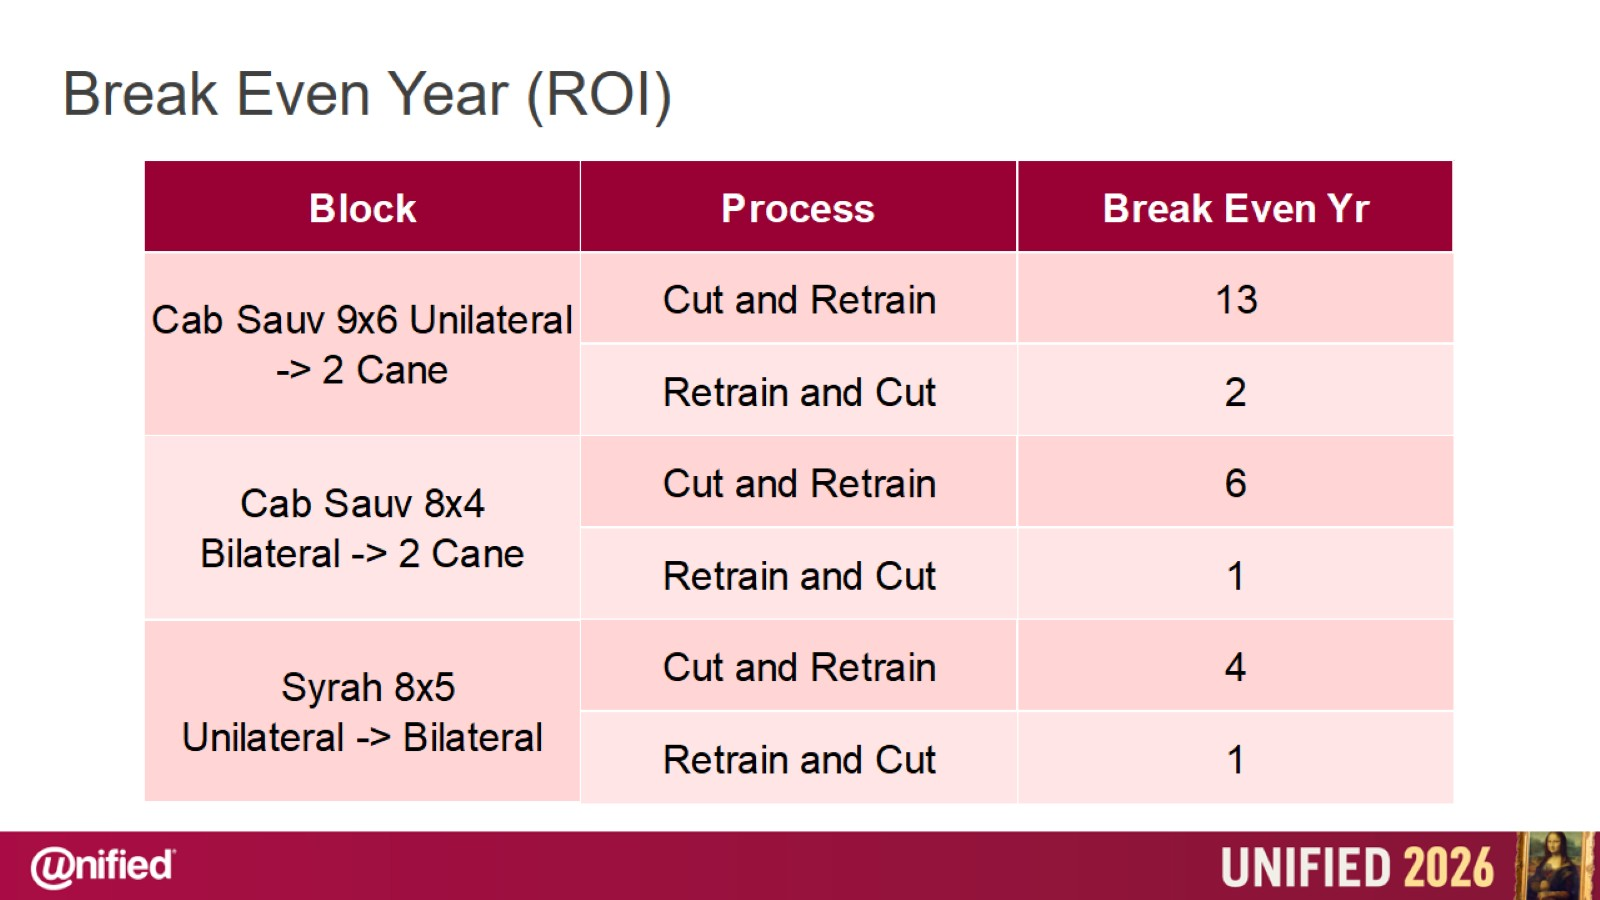 Break Even Year (ROI)
Block Process Break Even Yr
Cab Sauv 9x6 Unilateral
-> 2 Cane
Cut and Retrain 13
Retrain and Cut 2
Cab Sauv 8x4
Bilateral -> 2 Cane
Cut and Retrain 6
Retrain and Cut 1
Syrah 8x5
Unilateral -> Bilateral
Cut and Retrain 4
Retrain and Cut 1
@unified
UNIFIED 2026